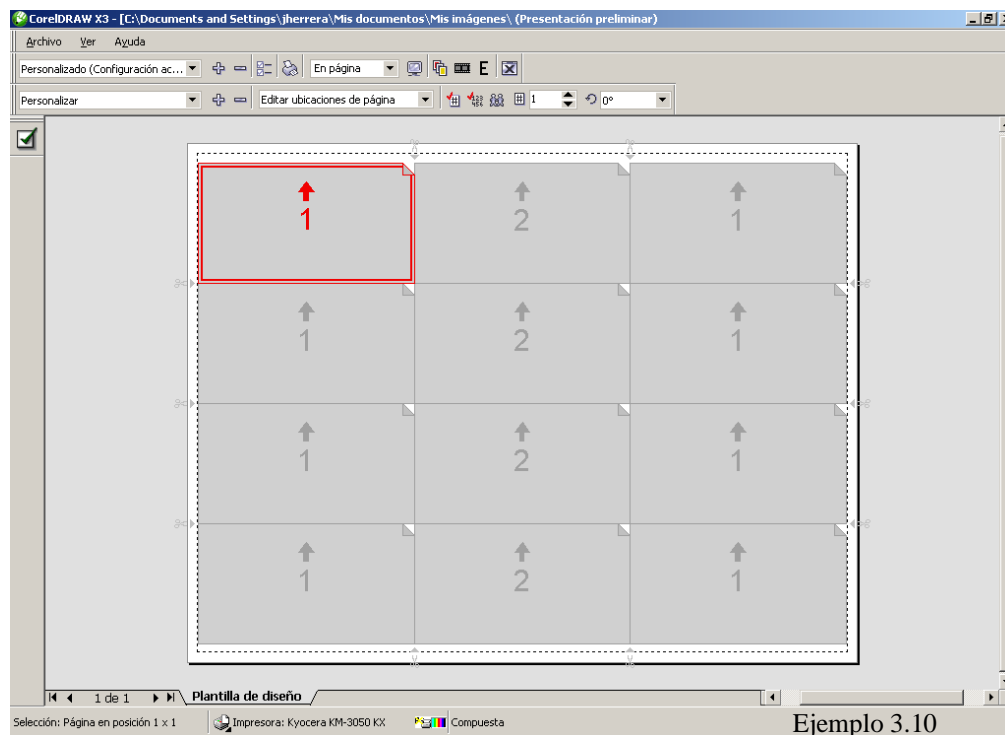 CorelDRAW X3 - [C:\Documents and Settings\jherrera\Mis documentos\Mis imágenes\ (Presentación preliminar)
Archivo Ver Ayuda
Personalizado (Configuración ac... En página E
Personalizar Editar ubicaciones de página 1 0°
1 2 1
1 2 1
1 2 1
1 2 1
1 de 1 Plantilla de diseño
Selección: Página en posición 1 x 1 Impresora: Kyocera KM-3050 KX Compuesta Ejemplo 3.10